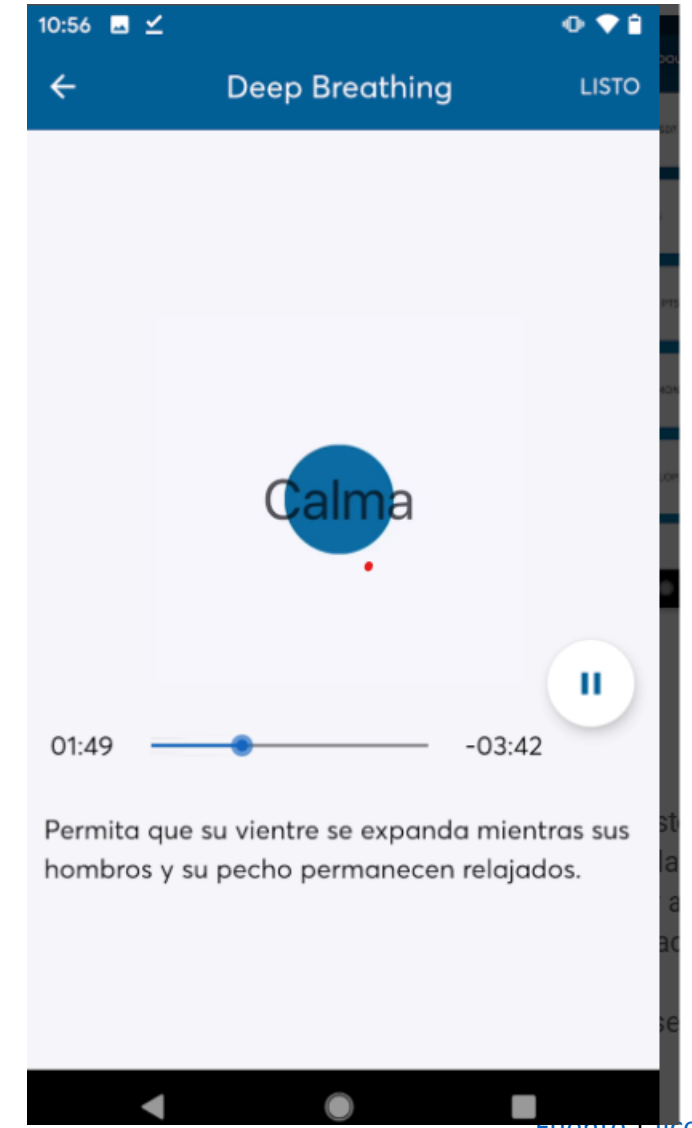 10:56
Deep Breathing LISTO
Calma
01:49 -03:42
Permita que su vientre se expanda mientras sus
hombros y su pecho permanecen relajados.